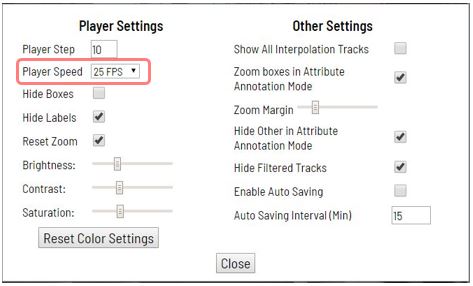 Player Settings
Player Step 10
Player Speed 25 FPS
Hide Boxes
Hide Labels
Reset Zoom
Brightness:
Contrast:
Saturation:
Reset Color Settings
Other Settings
Show All Interpolation Tracks
Zoom boxes in Attribute
Annotation Mode
Zoom Margin
Hide Other in Attribute
Annotation Mode
Hide Filtered Tracks
Enable Auto Saving
Auto Saving Interval (Min) 15
Close